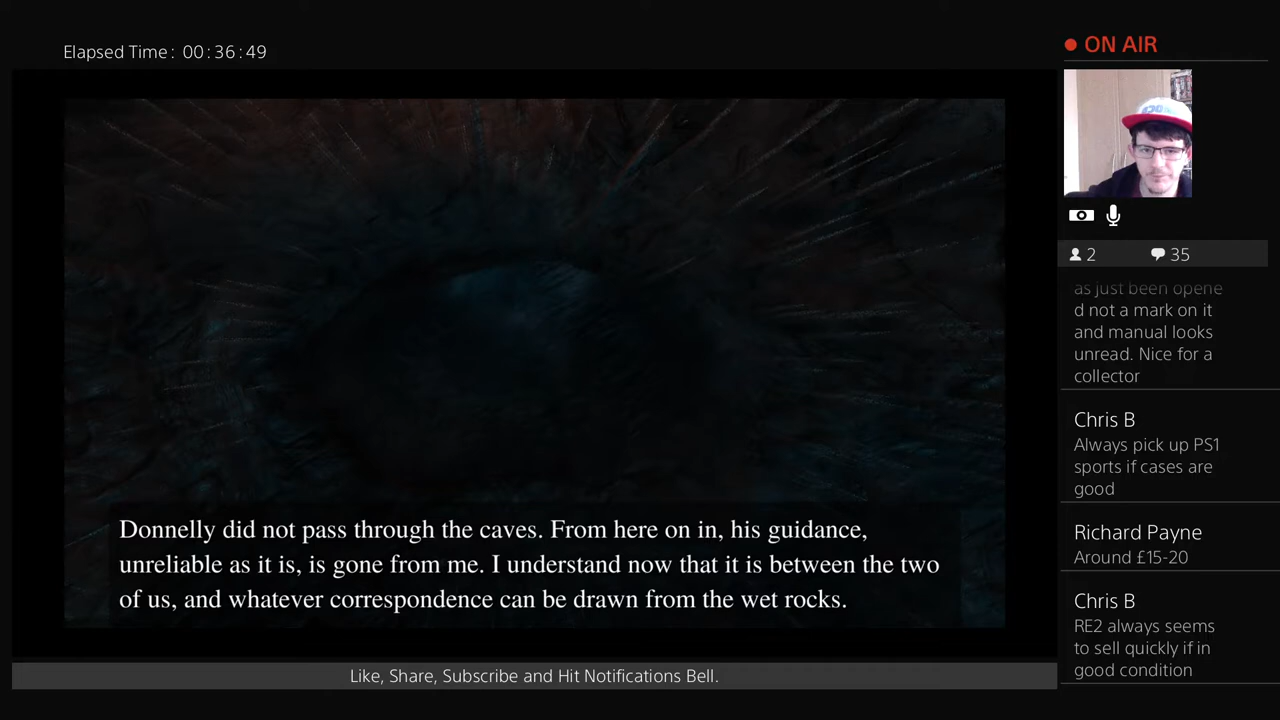 Elapsed Time: 00:36:49
ON AIR
2
35
as just been opene
d not a mark on it
and manual looks
unread. Nice for a
collector
Chris B
Always pick up PS1
sports if cases are
good
Richard Payne
Around £15-20
Chris B
RE2 always seems
to sell quickly if in
good condition
Donnelly did not pass through the caves. From here on in, his guidance,
unreliable as it is, is gone from me. I understand now that it is between the two
of us, and whatever correspondence can be drawn from the wet rocks.
Like, Share, Subscribe and Hit Notifications Bell.